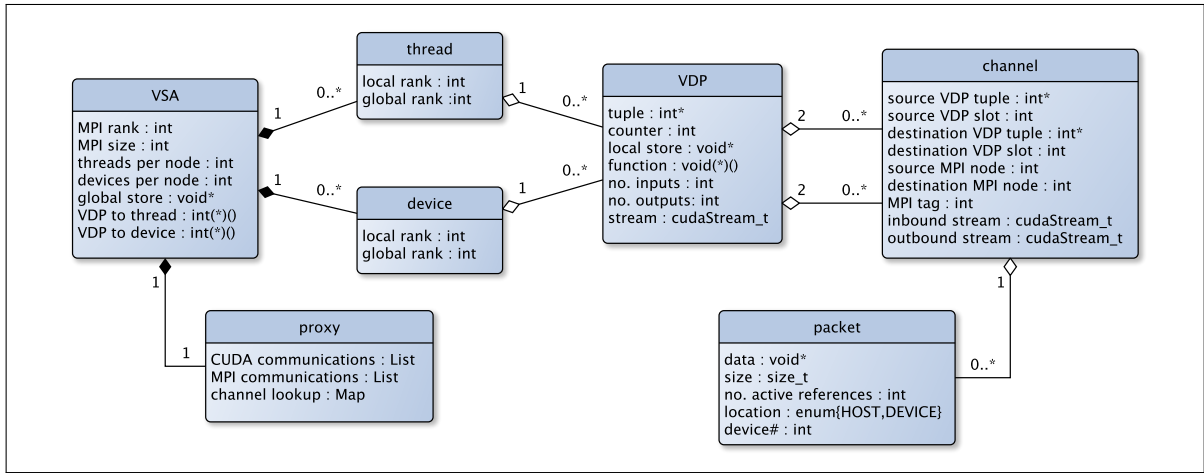 VSA
MPI rank : int
MPI size : int
threads per node : int
devices per node : int
global store : void*
VDP to thread : int(*)()
VDP to device : int(*)()
1
0..*
1
0..*
1
1
thread
local rank : int
global rank :int
1
0..*
device
local rank : int
global rank : int
1
0..*
proxy
CUDA communications : List
MPI communications : List
channel lookup : Map
VDP
tuple : int*
counter : int
local store : void*
function : void(*)()
no. inputs : int
no. outputs: int
stream : cudaStream_t
2
0..*
2
0..*
channel
source VDP tuple : int*
source VDP slot : int
destination VDP tuple : int*
destination VDP slot : int
source MPI node : int
destination MPI node : int
MPI tag : int
inbound stream : cudaStream_t
outbound stream : cudaStream_t
1
0..*
packet
data : void*
size : size_t
no. active references : int
location : enum{HOST,DEVICE}
device# : int